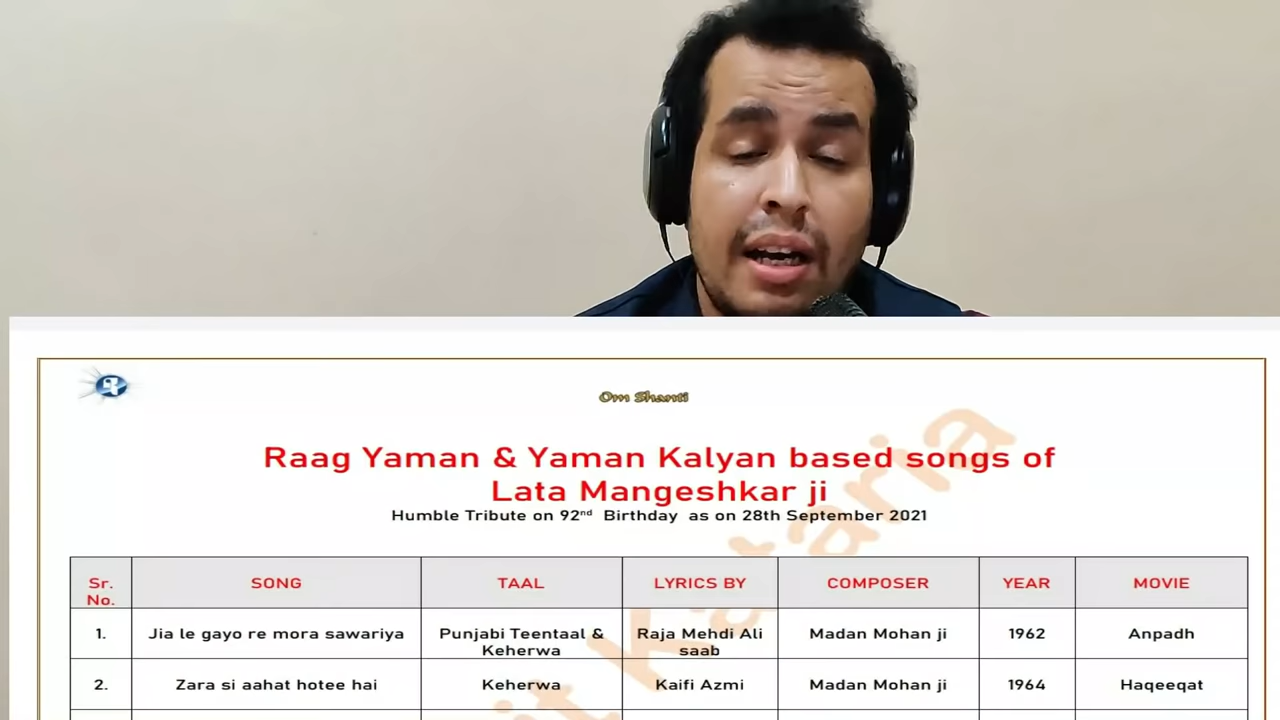 Om Shanti
Raag Yaman & Yaman Kalyan based songs of
Lata Mangeshkar ji
Humble Tribute on 92nd Birthday as on 28th September 2021
Sr. No. SONG TAAL LYRICS BY COMPOSER YEAR MOVIE
1. Jia le gayo re mora sawariya Punjabi Teentaal & Keherwa Raja Mehdi Ali saab Madan Mohan ji 1962 Anpadh
2. Zara si aahat hotee hai Keherwa Kaifi Azmi Madan Mohan ji 1964 Haqeeqat